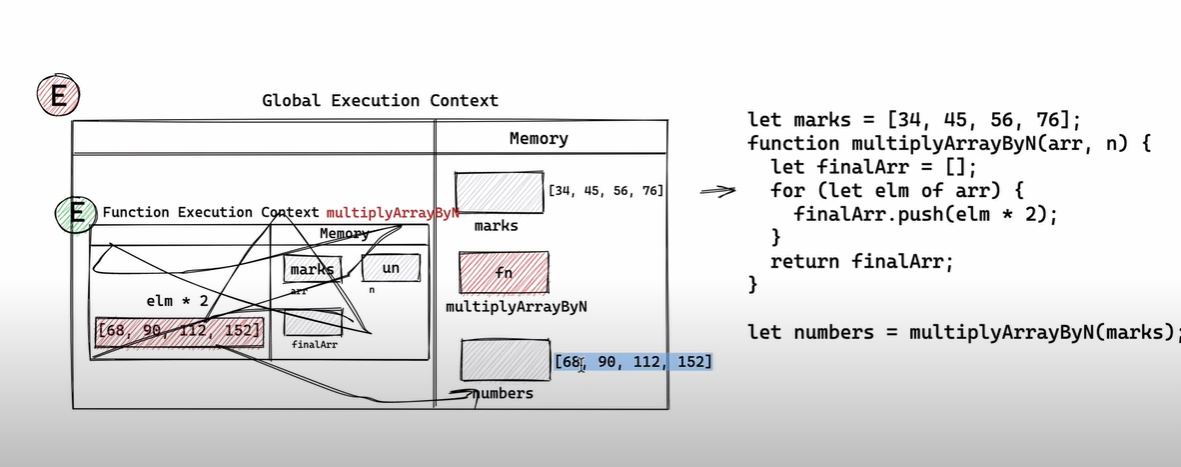 E
Global Execution Context
Memory
[34, 45, 56, 76]
marks
E
Function Execution Context multiplyArrayByN
Memory
marks
un
arr
n
elm * 2
[68, 90, 112, 152]
finalArr
fn
multiplyArrayByN
[68, 90, 112, 152]
numbers
let marks = [34, 45, 56, 76];
function multiplyArrayByN(arr, n) {
let finalArr = [];
for (let elm of arr) {
finalArr.push(elm * 2);
}
return finalArr;
}
let numbers = multiplyArrayByN(marks);